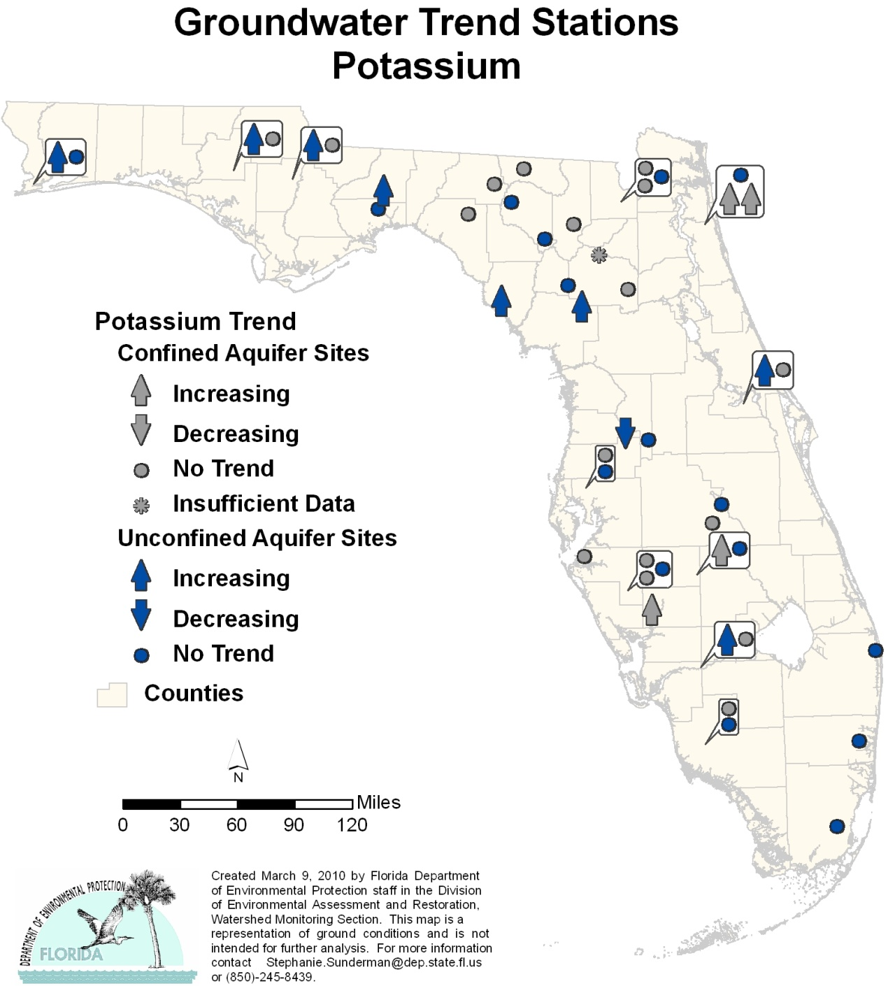 Groundwater Trend Stations
Potassium
Potassium Trend
Confined Aquifer Sites
Increasing
Decreasing
No Trend
Insufficient Data
Unconfined Aquifer Sites
Increasing
Decreasing
No Trend
Counties
N
Miles
0 30 60 90 120
DEPARTMENT OF ENVIRONMENTAL PROTECTION
FLORIDA
Created March 9, 2010 by Florida Department
of Environmental Protection staff in the Division
of Environmental Assessment and Restoration,
Watershed Monitoring Section. This map is a
representation of ground conditions and is not
intended for further analysis. For more information
contact Stephanie.Sunderman@dep.state.fl.us
or (850)-245-8439.